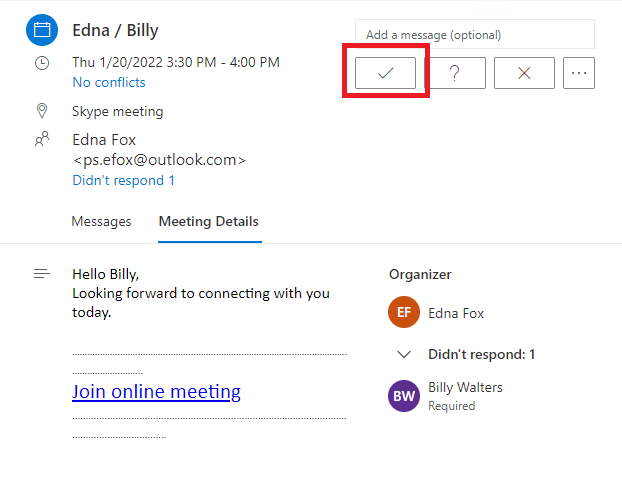 Edna / Billy
Add a message (optional)
Thu 1/20/2022 3:30 PM - 4:00 PM
No conflicts
?
...
Skype meeting
Edna Fox
<ps.efox@outlook.com>
Didn't respond 1
Messages
Meeting Details
Hello Billy,
Looking forward to connecting with you
today.
Join online meeting
Organizer
EF
Edna Fox
Didn't respond: 1
BW
Billy Walters
Required